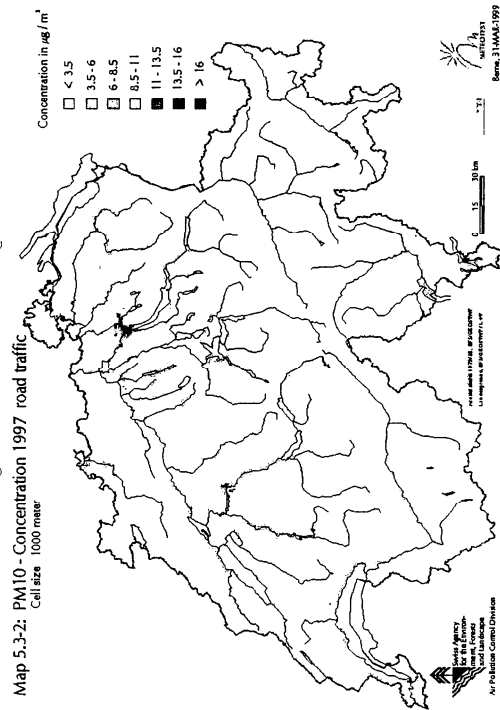 Map 5.3-2: PM10 - Concentration 1997 road traffic
Cell size 1000 meter
Concentration in µg / m³
< 3.5
3.5 - 6
6 - 8.5
8.5 - 11
11 - 13.5
13.5 - 16
> 16
0 15 30 km
METEOTEST
Berne, 31-MAR-1999
Swiss Agency
for the Environ-
ment, Forests
and Landscape
Air Pollution Control Division